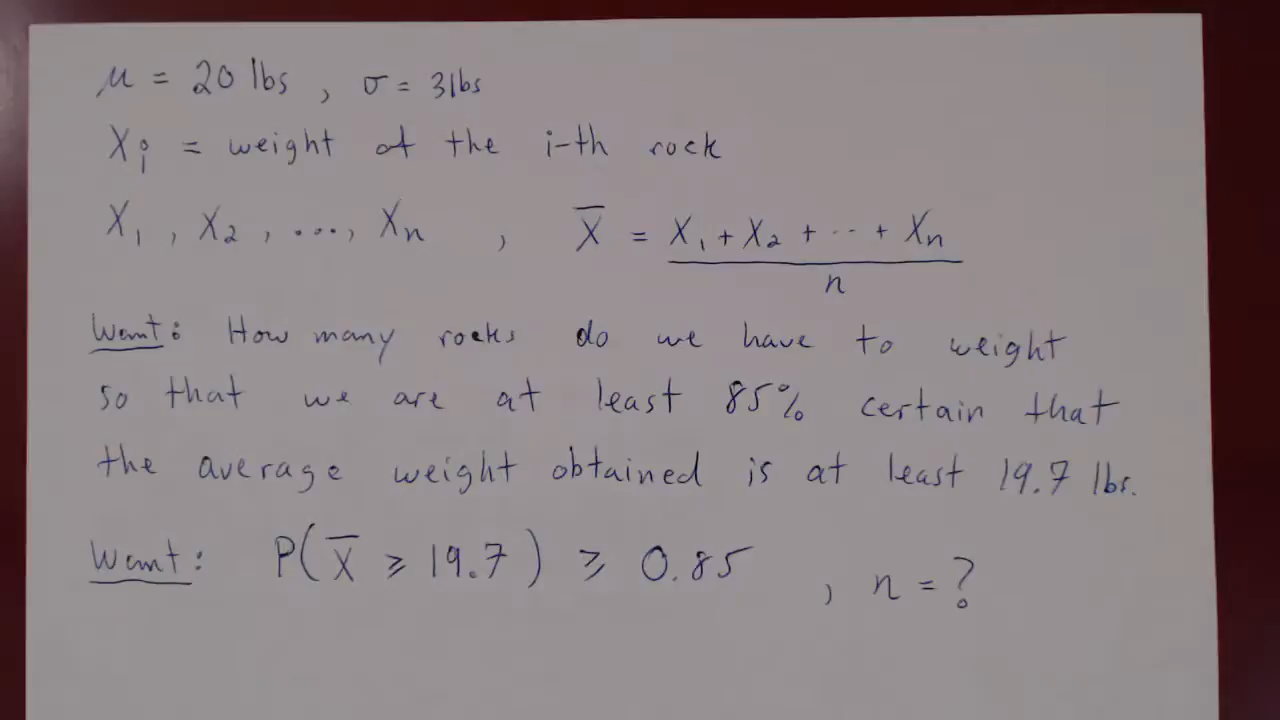 μ = 20 lbs , σ = 3 lbs
Xi = weight of the i-th rock
X1 , X2 , ..., Xn , X̄ = X1 + X2 + ... + Xn / n
Want: How many rocks do we have to weight
so that we are at least 85% certain that
the average weight obtained is at least 19.7 lbs.
Want: P(X̄ ≥ 19.7) ≥ 0.85 , n = ?